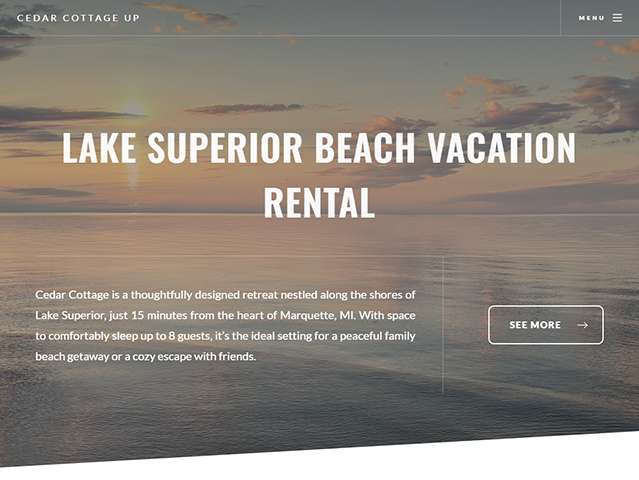 CEDAR COTTAGE UP
MENU
LAKE SUPERIOR BEACH VACATION
RENTAL
Cedar Cottage is a thoughtfully designed retreat nestled along the shores of
Lake Superior, just 15 minutes from the heart of Marquette, MI. With space
to comfortably sleep up to 8 guests, it's the ideal setting for a peaceful family
beach getaway or a cozy escape with friends.
SEE MORE